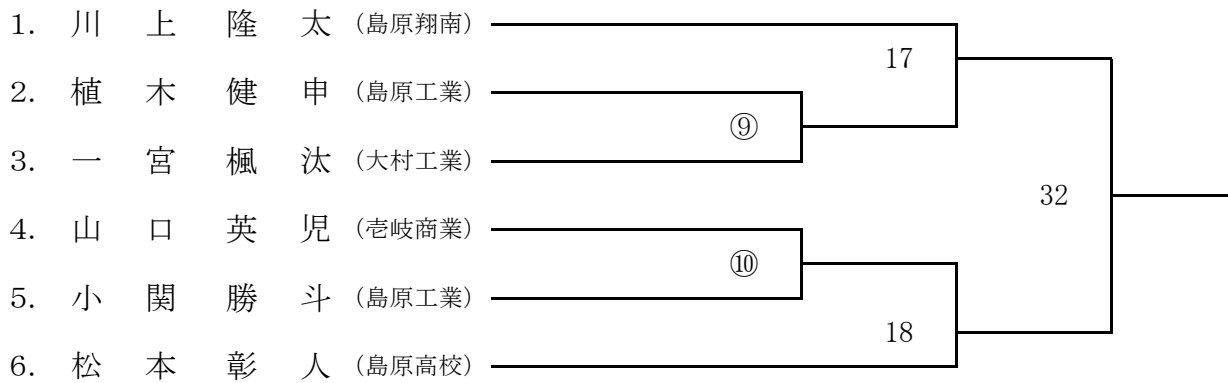 1. 川 上 隆 太 (島原翔南)
17
2. 植 木 健 申 (島原工業)
⑨
3. 一 宮 楓 汰 (大村工業)
32
4. 山 口 英 児 (壱岐商業)
⑩
5. 小 関 勝 斗 (島原工業)
18
6. 松 本 彰 人 (島原高校)